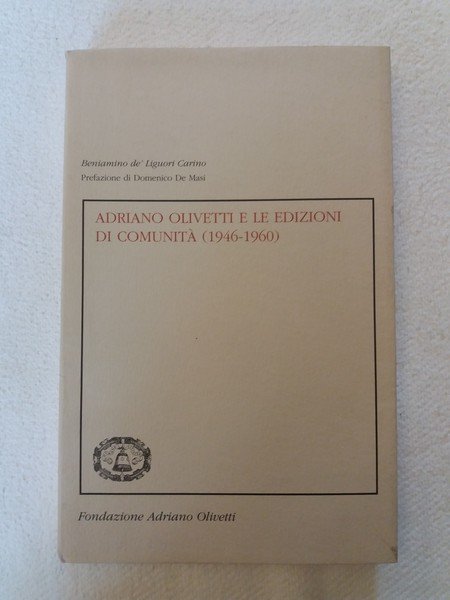 Beniamino de' Liguori Carino
Prefazione di Domenico De Masi
ADRIANO OLIVETTI E LE EDIZIONI
DI COMUNITÀ (1946-1960)
Fondazione Adriano Olivetti